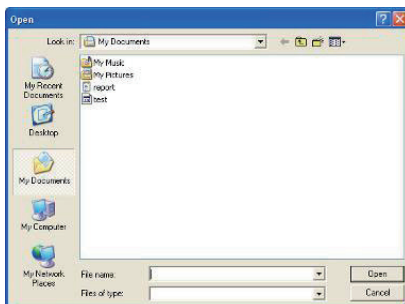 Open
Look in:
My Documents
My Music
My Pictures
report
test
My Recent
Documents
Desktop
My Documents
My Computer
My Network
Places
File name:
Open
Files of type:
Cancel